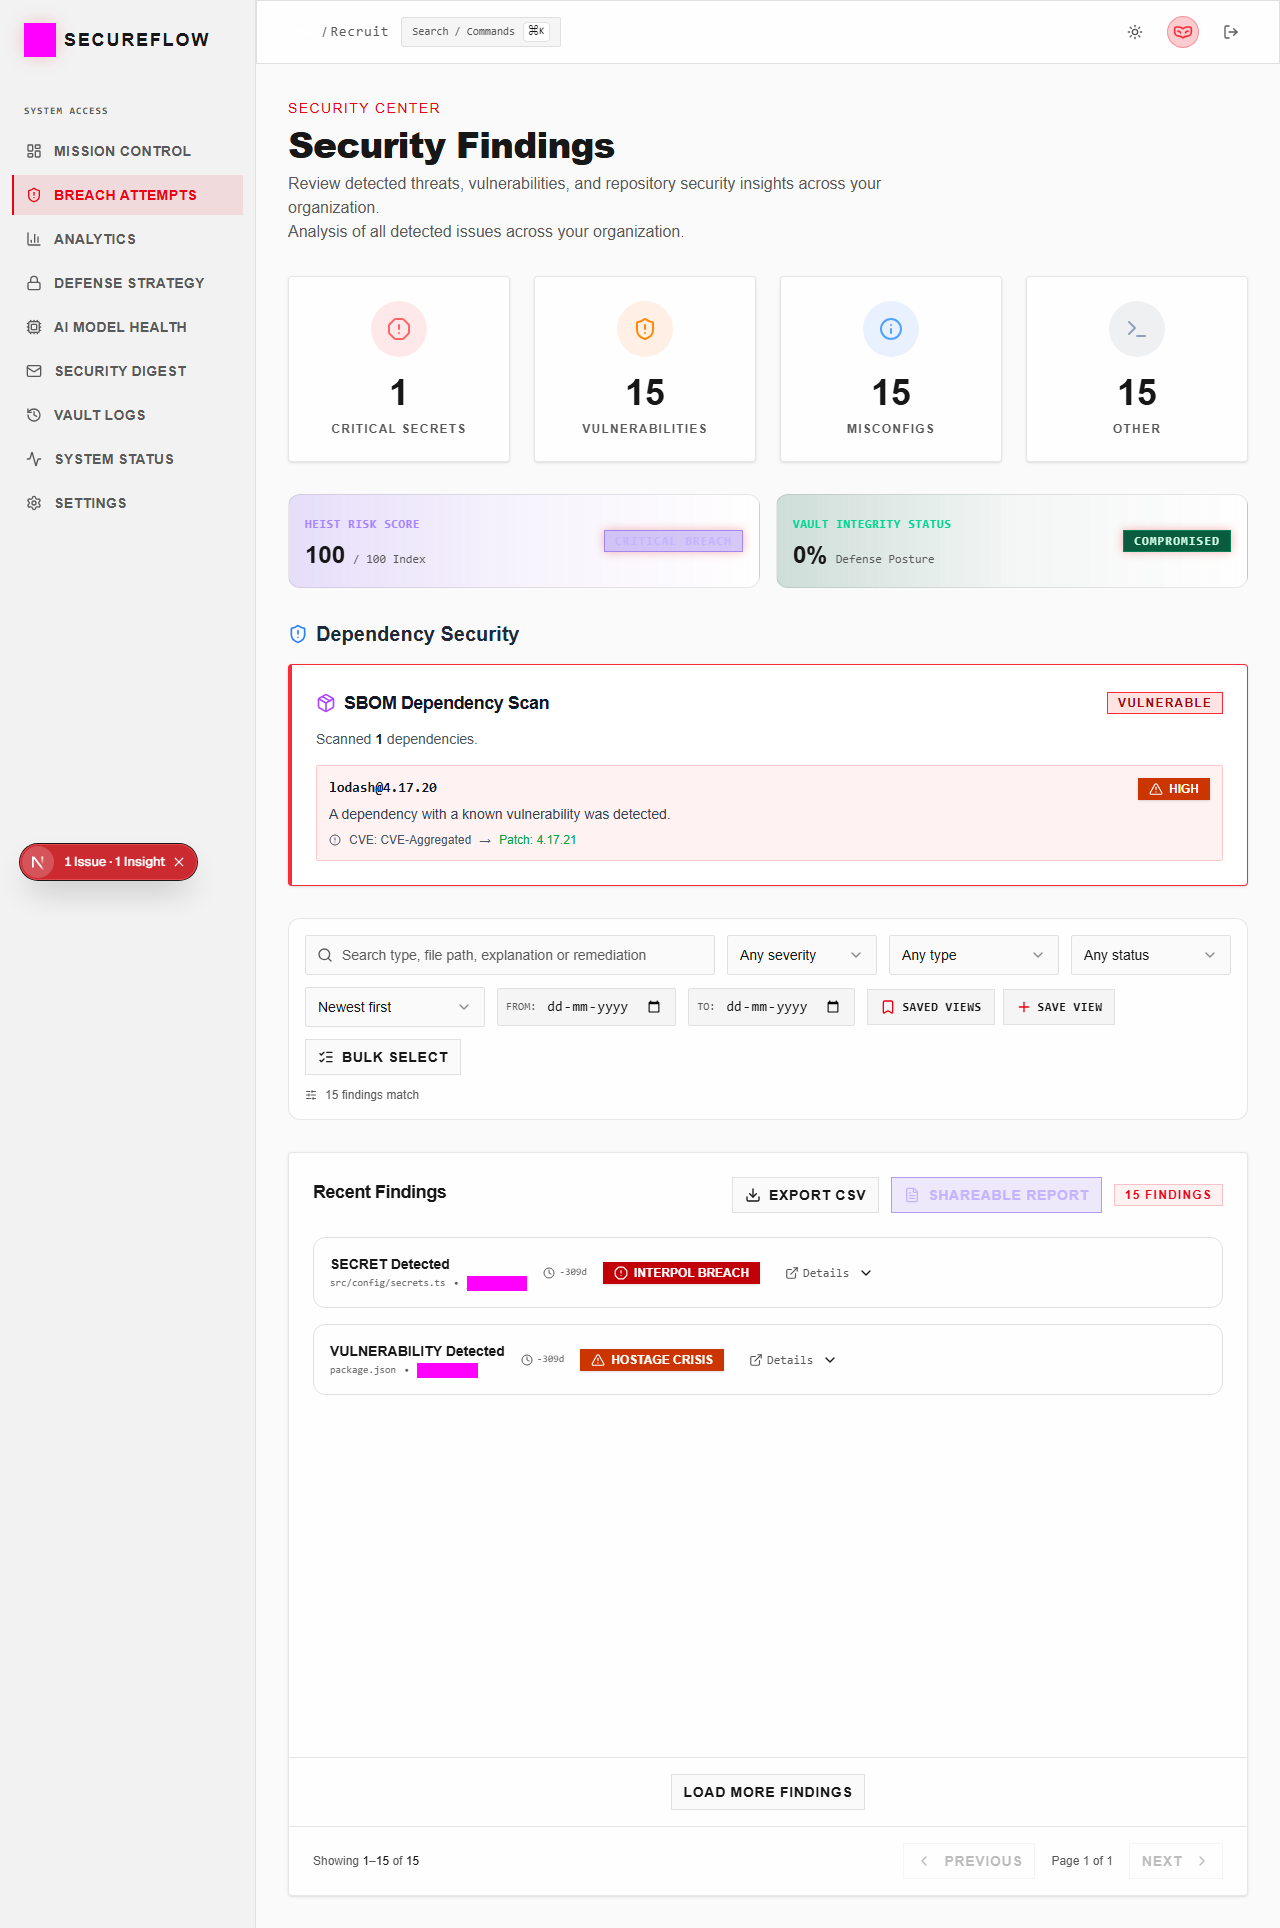 SECUREFLOW
/ Recruit
Search / Commands ⌘K
SYSTEM ACCESS
MISSION CONTROL
BREACH ATTEMPTS
ANALYTICS
DEFENSE STRATEGY
AI MODEL HEALTH
SECURITY DIGEST
VAULT LOGS
SYSTEM STATUS
SETTINGS
1 Issue · 1 Insight
SECURITY CENTER
Security Findings
Review detected threats, vulnerabilities, and repository security insights across your
organization.
Analysis of all detected issues across your organization.
1
CRITICAL SECRETS
15
VULNERABILITIES
15
MISCONFIGS
15
OTHER
HEIST RISK SCORE
100 / 100 Index
CRITICAL BREACH
VAULT INTEGRITY STATUS
0% Defense Posture
COMPROMISED
Dependency Security
SBOM Dependency Scan
VULNERABLE
Scanned 1 dependencies.
lodash@4.17.20
HIGH
A dependency with a known vulnerability was detected.
CVE: CVE-Aggregated → Patch: 4.17.21
Search type, file path, explanation or remediation
Any severity
Any type
Any status
Newest first
FROM: dd-mm-yyyy
TO: dd-mm-yyyy
SAVED VIEWS
SAVE VIEW
BULK SELECT
15 findings match
Recent Findings
EXPORT CSV
SHAREABLE REPORT
15 FINDINGS
SECRET Detected
src/config/secrets.ts •
-309d
INTERPOL BREACH
Details
VULNERABILITY Detected
package.json •
-309d
HOSTAGE CRISIS
Details
LOAD MORE FINDINGS
Showing 1–15 of 15
PREVIOUS
Page 1 of 1
NEXT